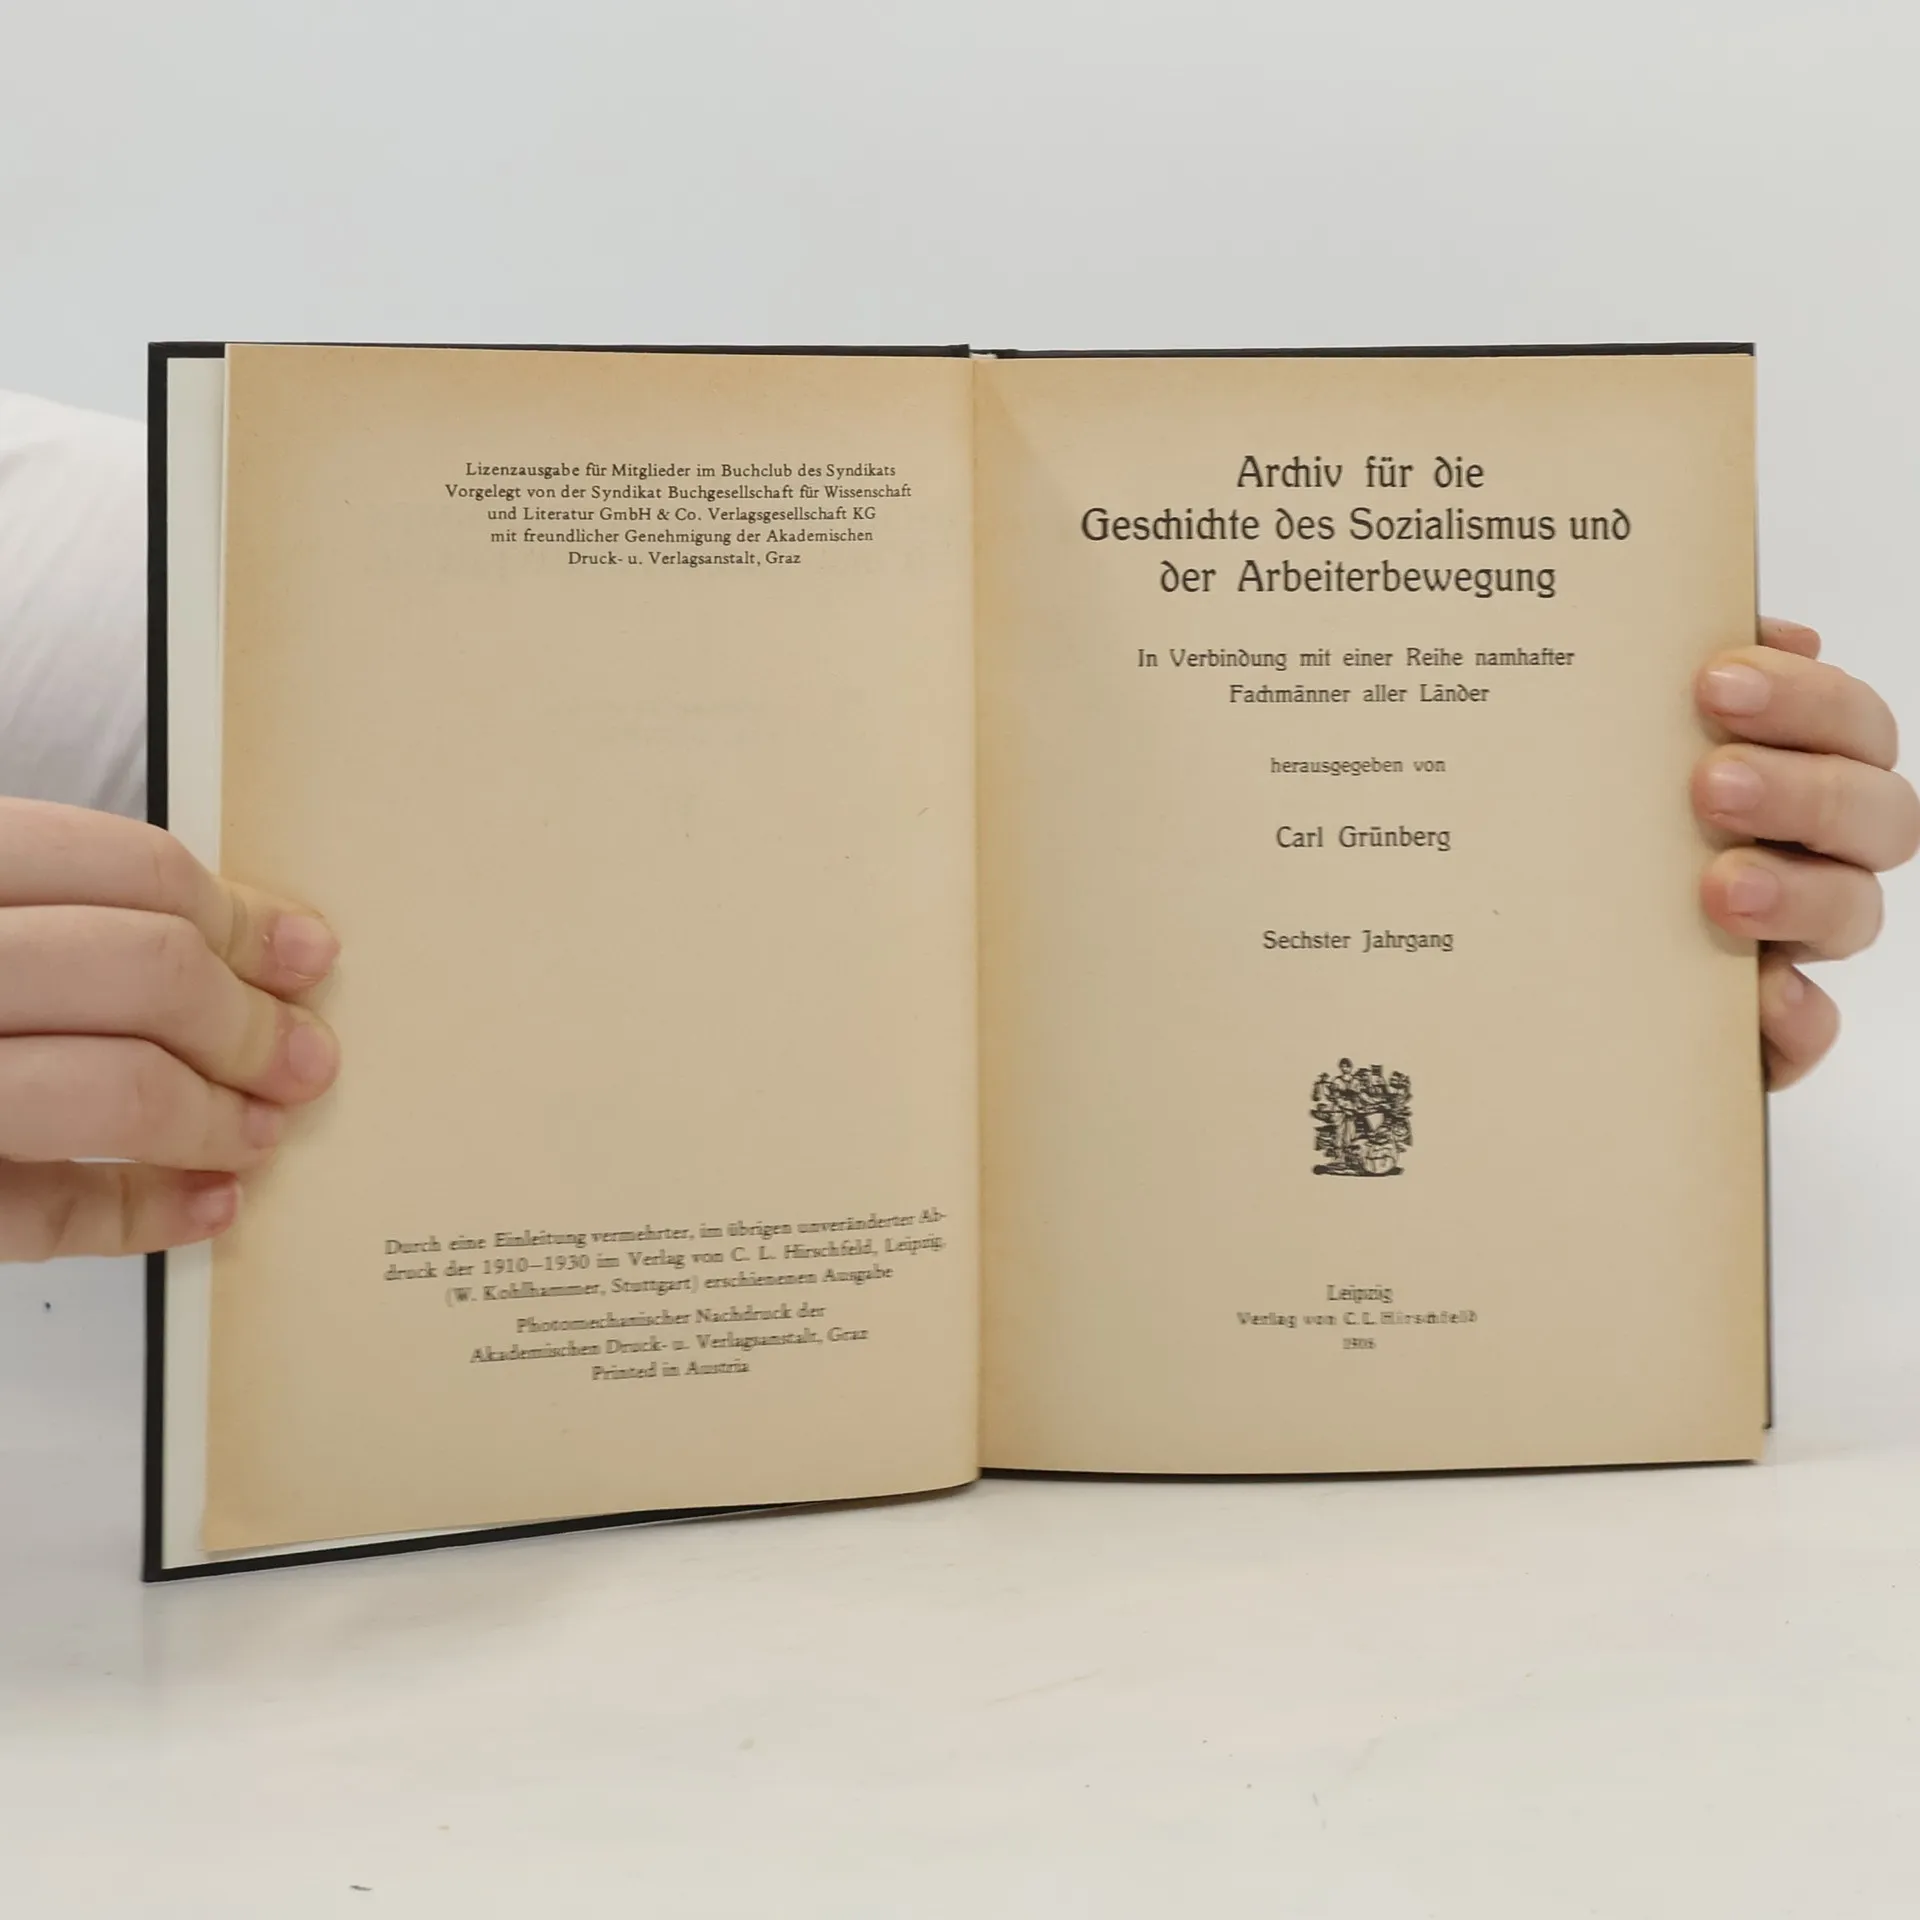 Lizenzausgabe für Mitglieder im Buchclub des Syndikats
Vorgelegt von der Syndikat Buchgesellschaft für Wissenschaft
und Literatur GmbH & Co. Verlagsgesellschaft KG
mit freundlicher Genehmigung der Akademischen
Druck- u. Verlagsanstalt, Graz
Durch eine Einleitung vermehrter, im übrigen unveränderter Ab-
druck der 1910—1930 im Verlag von C. L. Hirschfeld, Leipzig,
(W. Kohlhammer, Stuttgart) erschienenen Ausgabe
Photomechanischer Nachdruck der
Akademischen Druck- u. Verlagsanstalt, Graz
Printed in Austria
Archiv für die
Geschichte des Sozialismus und
der Arbeiterbewegung
In Verbindung mit einer Reihe namhafter
Fachmänner aller Länder
herausgegeben von
Carl Grünberg
Sechster Jahrgang
Leipzig
Verlag von C. L. Hirschfeld